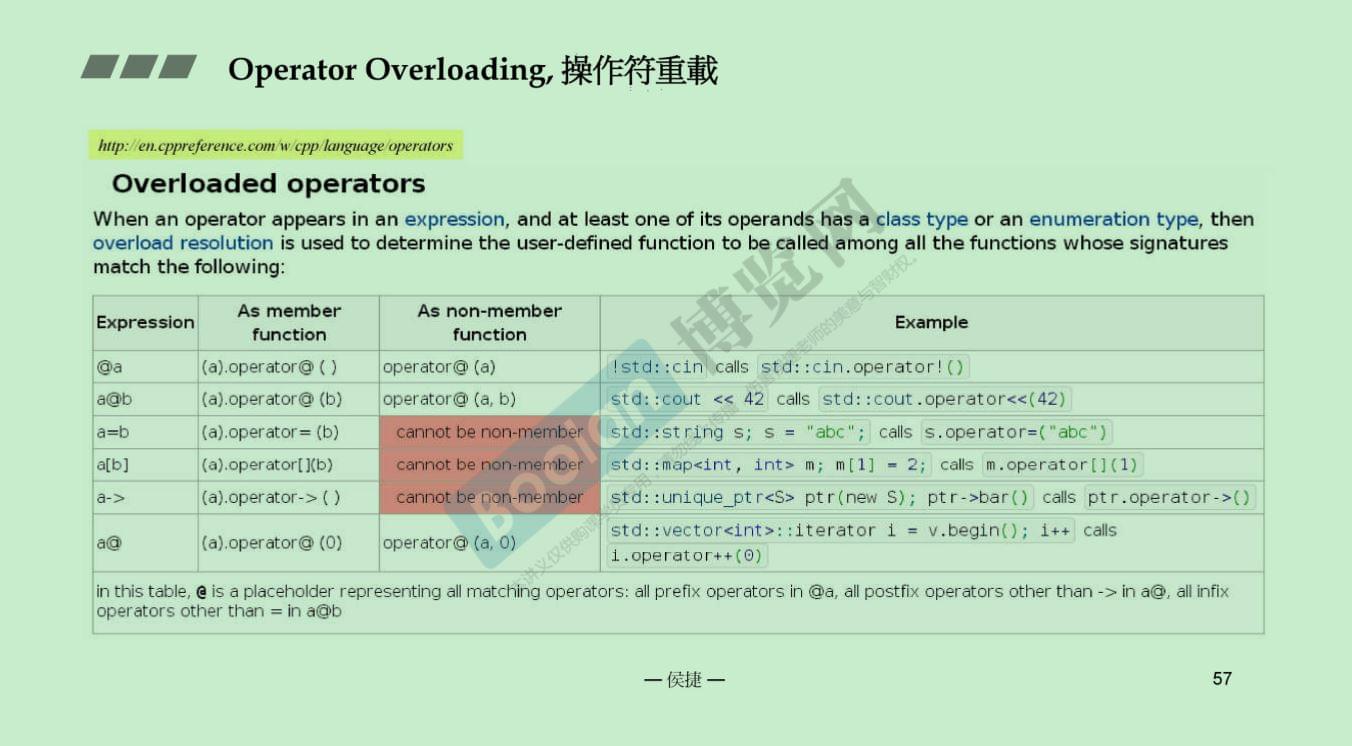 Operator Overloading, 操作符重載
http://en.cppreference.com/w/cpp/language/operators
Overloaded operators
When an operator appears in an expression, and at least one of its operands has a class type or an enumeration type, then
overload resolution is used to determine the user-defined function to be called among all the functions whose signatures
match the following:
Expression As member function As non-member function Example
@a (a).operator@ ( ) operator@ (a) !std::cin calls std::cin.operator!()
a@b (a).operator@ (b) operator@ (a, b) std::cout << 42 calls std::cout.operator<<(42)
a=b (a).operator= (b) cannot be non-member std::string s; s = "abc"; calls s.operator=("abc")
a[b] (a).operator[](b) cannot be non-member std::map<int, int> m; m[1] = 2; calls m.operator[](1)
a-> (a).operator-> ( ) cannot be non-member std::unique_ptr<S> ptr(new S); ptr->bar() calls ptr.operator->()
a@ (a).operator@ (0) operator@ (a, 0) std::vector<int>::iterator i = v.begin(); i++ calls
i.operator++(0)
in this table, @ is a placeholder representing all matching operators: all prefix operators in @a, all postfix operators other than -> in a@, all infix
operators other than = in a@b
Boolan 博览网
— 侯捷 —
57